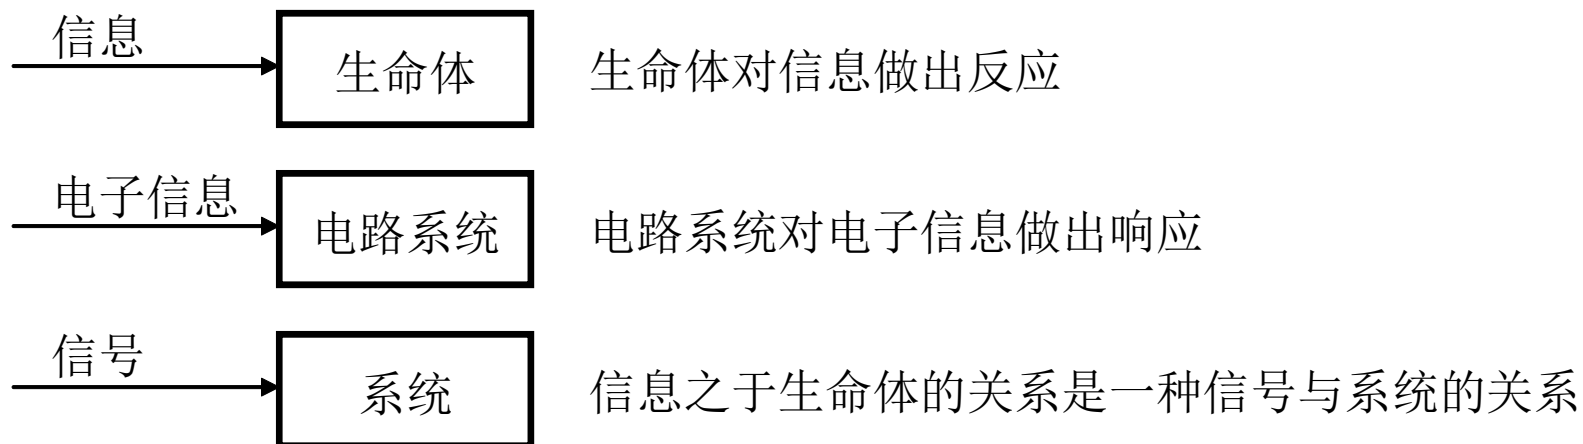 信息
生命体 生命体对信息做出反应
电子信息
电路系统 电路系统对电子信息做出响应
信号
系统 信息之于生命体的关系是一种信号与系统的关系